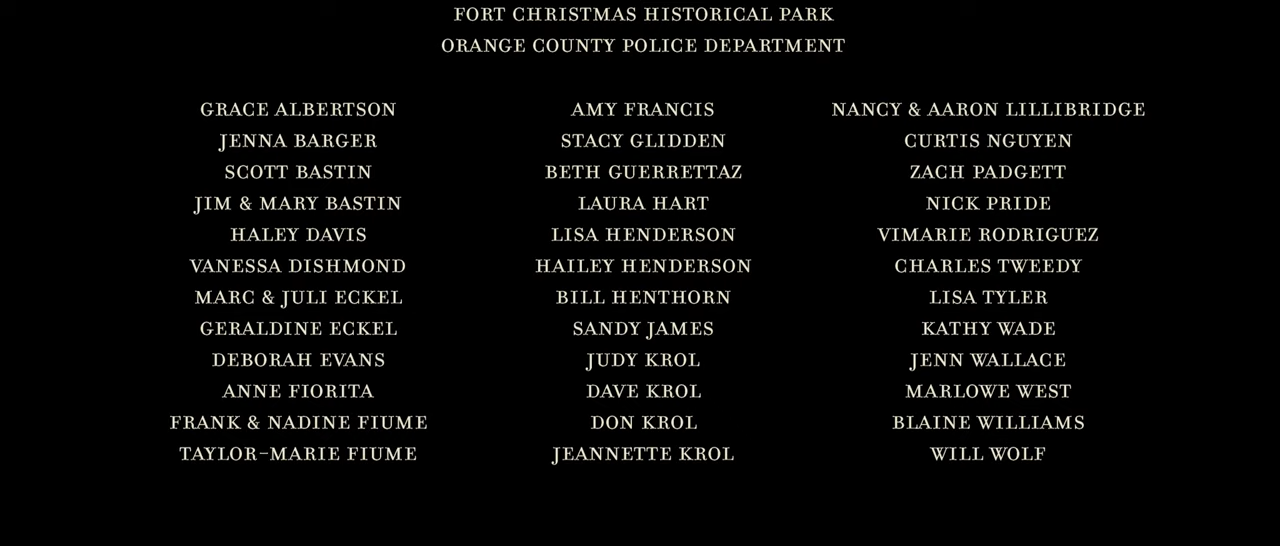 FORT CHRISTMAS HISTORICAL PARK
ORANGE COUNTY POLICE DEPARTMENT
GRACE ALBERTSON
JENNA BARGER
SCOTT BASTIN
JIM & MARY BASTIN
HALEY DAVIS
VANESSA DISHMOND
MARC & JULI ECKEL
GERALDINE ECKEL
DEBORAH EVANS
ANNE FIORITA
FRANK & NADINE FIUME
TAYLOR-MARIE FIUME
AMY FRANCIS
STACY GLIDDEN
BETH GUERRETTAZ
LAURA HART
LISA HENDERSON
HAILEY HENDERSON
BILL HENTHORN
SANDY JAMES
JUDY KROL
DAVE KROL
DON KROL
JEANNETTE KROL
NANCY & AARON LILLIBRIDGE
CURTIS NGUYEN
ZACH PADGETT
NICK PRIDE
VIMARIE RODRIGUEZ
CHARLES TWEEDY
LISA TYLER
KATHY WADE
JENN WALLACE
MARLOWE WEST
BLAINE WILLIAMS
WILL WOLF